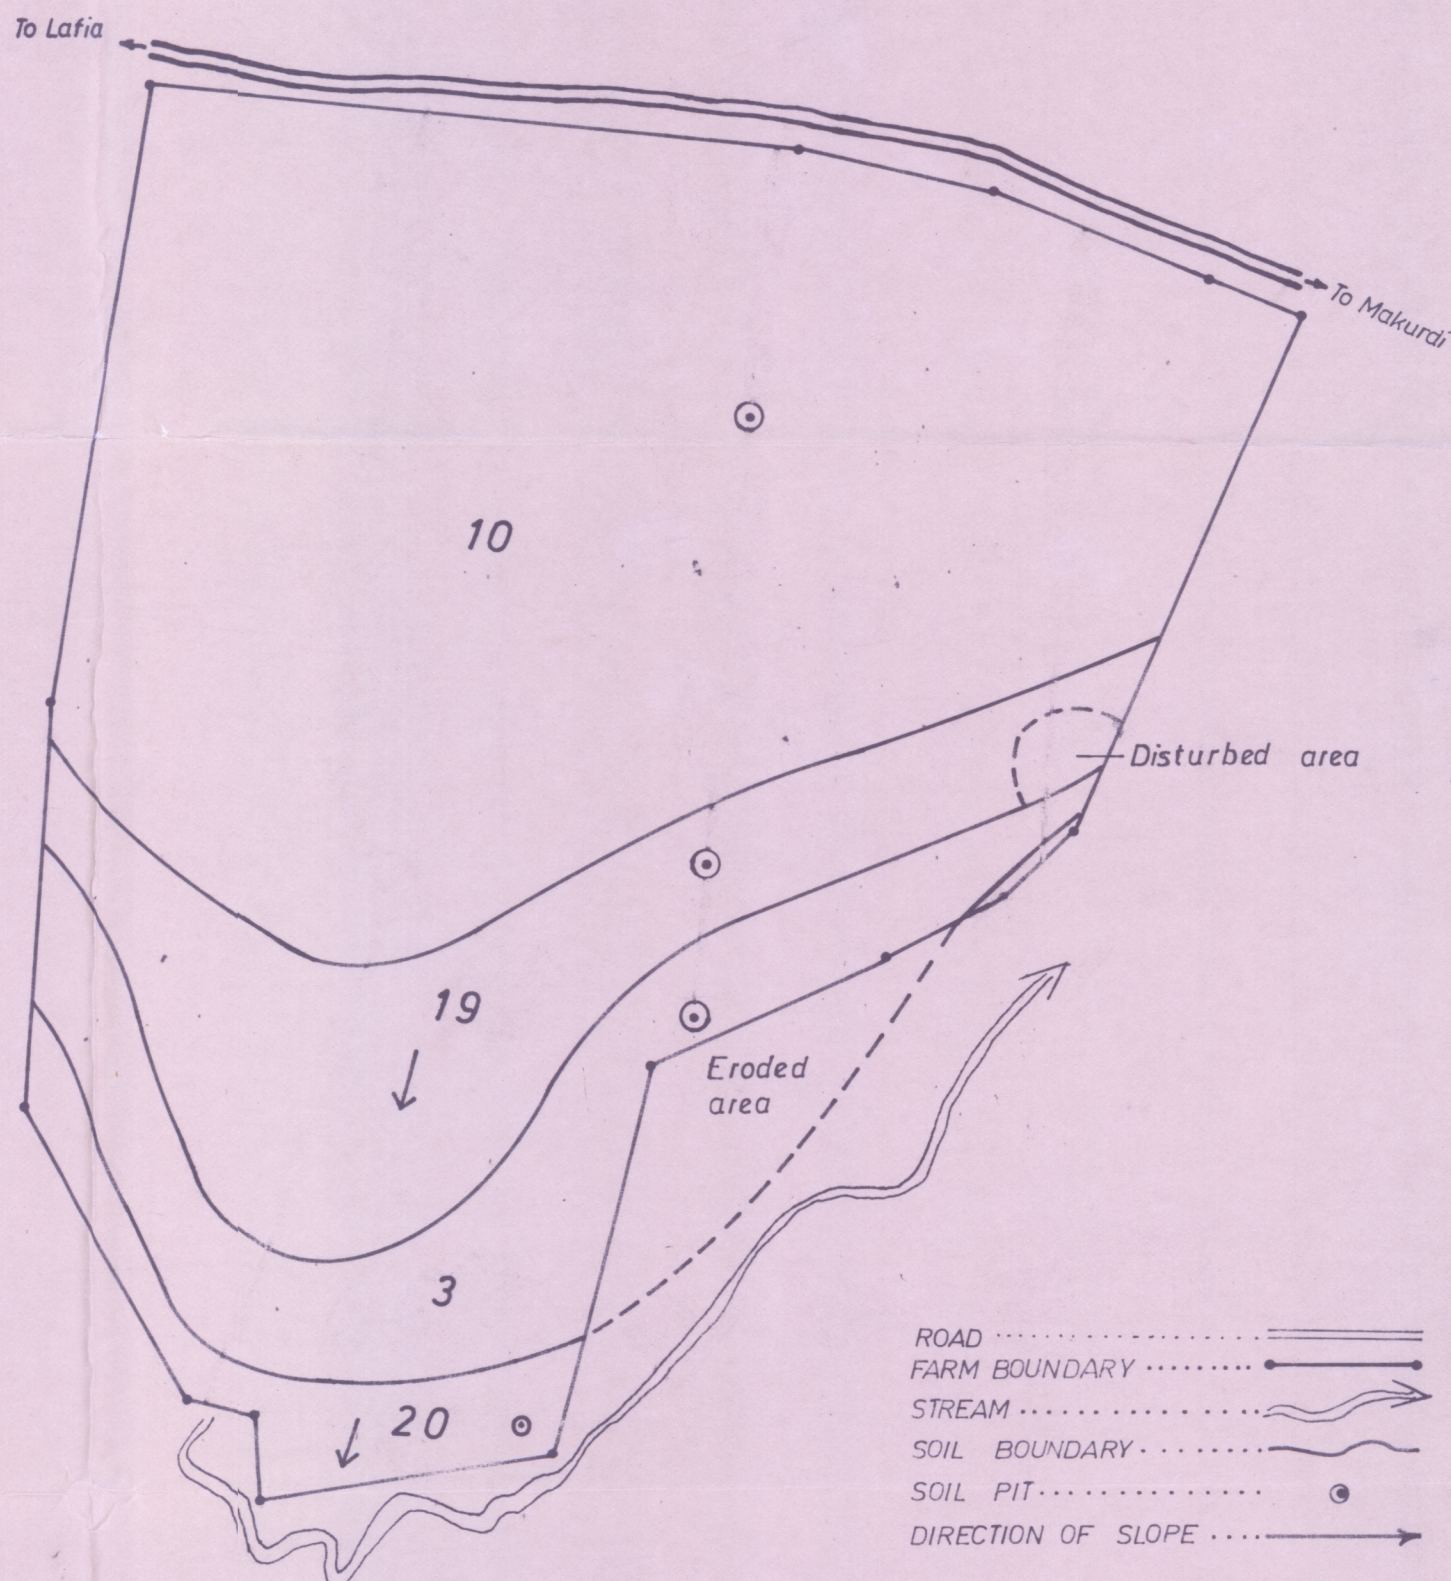 To Lafia
To Makurdi
10
Disturbed area
19
Eroded
area
3
20
ROAD
FARM BOUNDARY
STREAM
SOIL BOUNDARY
SOIL PIT
DIRECTION OF SLOPE